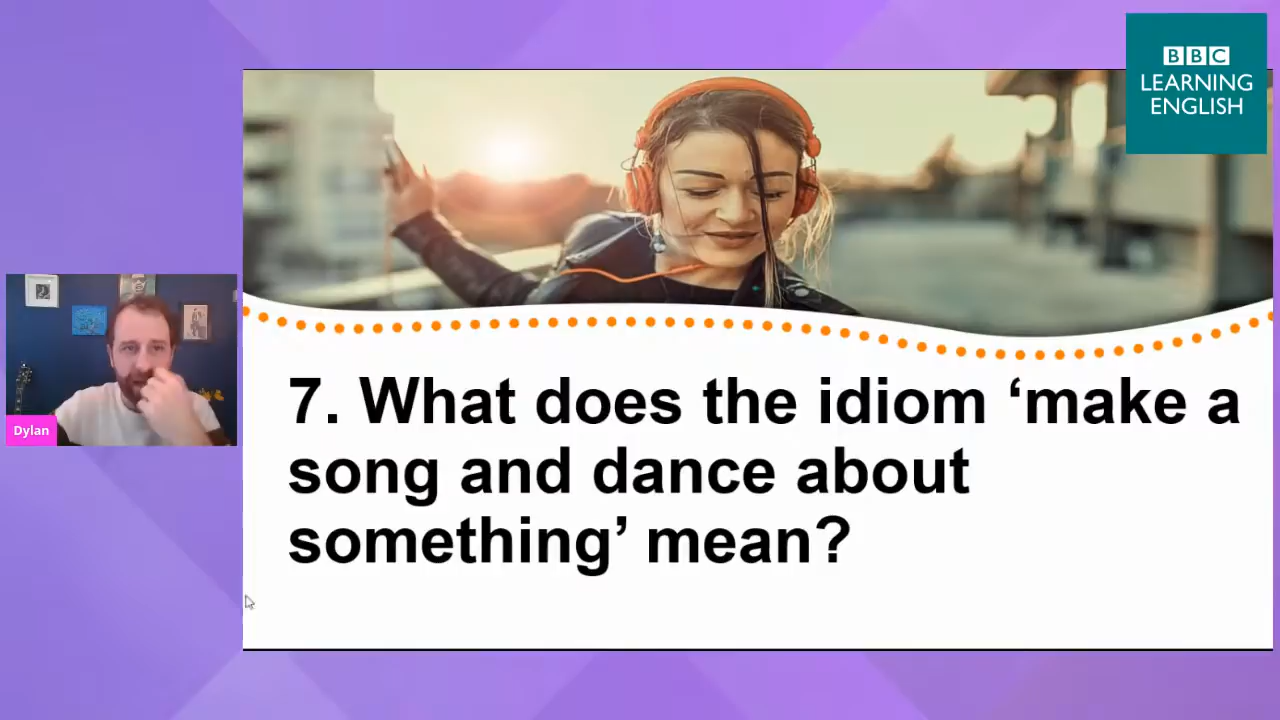 BBC
LEARNING
ENGLISH
7. What does the idiom ‘make a
song and dance about
something’ mean?
Dylan